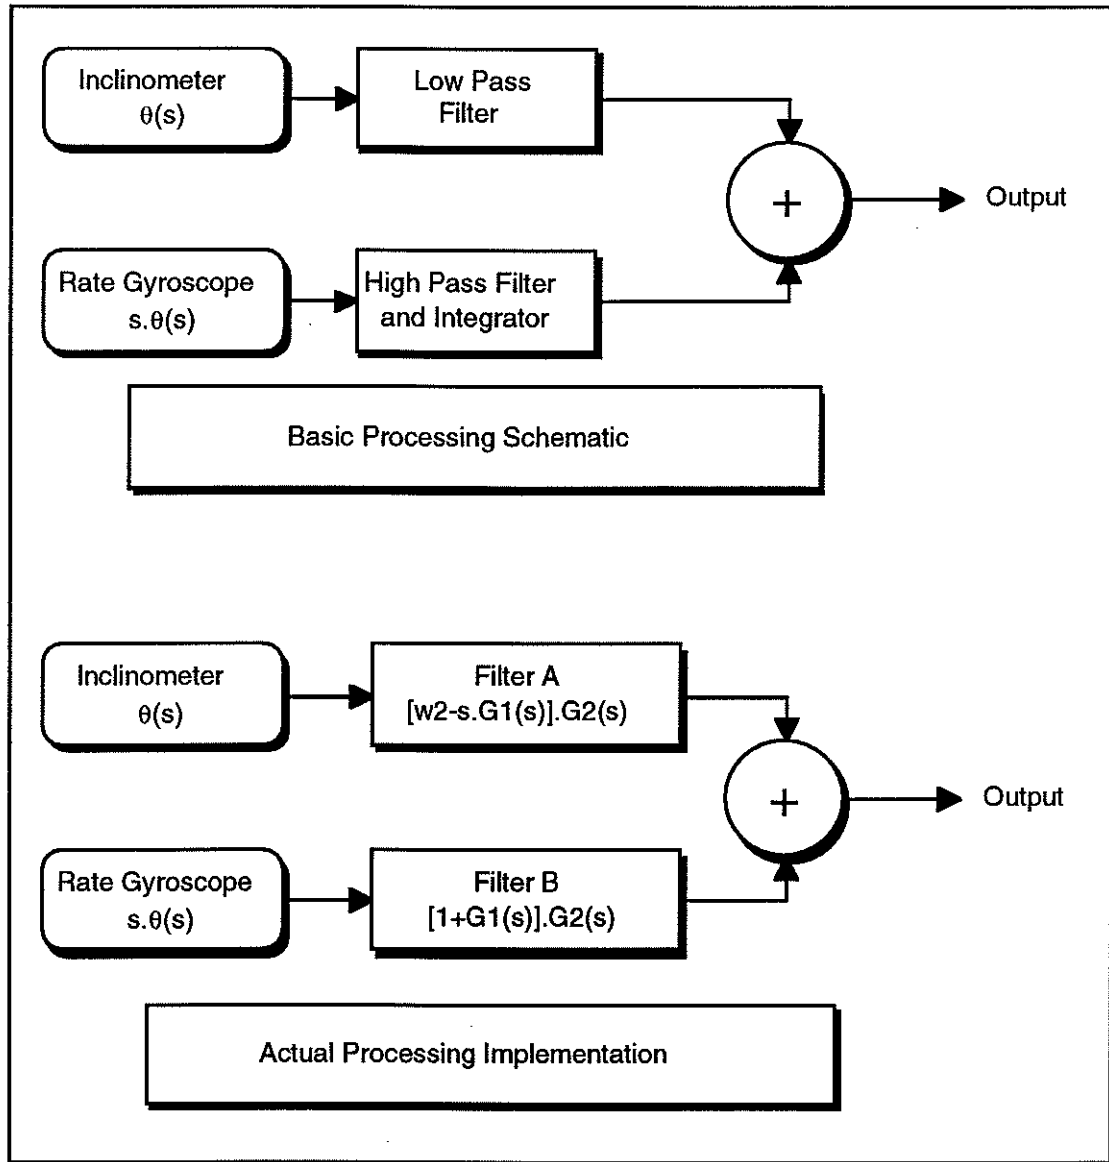 Inclinometer
θ(s)
Low Pass
Filter
+
Output
Rate Gyroscope
s.θ(s)
High Pass Filter
and Integrator
Basic Processing Schematic
Inclinometer
θ(s)
Filter A
[w2-s.G1(s)].G2(s)
+
Output
Rate Gyroscope
s.θ(s)
Filter B
[1+G1(s)].G2(s)
Actual Processing Implementation